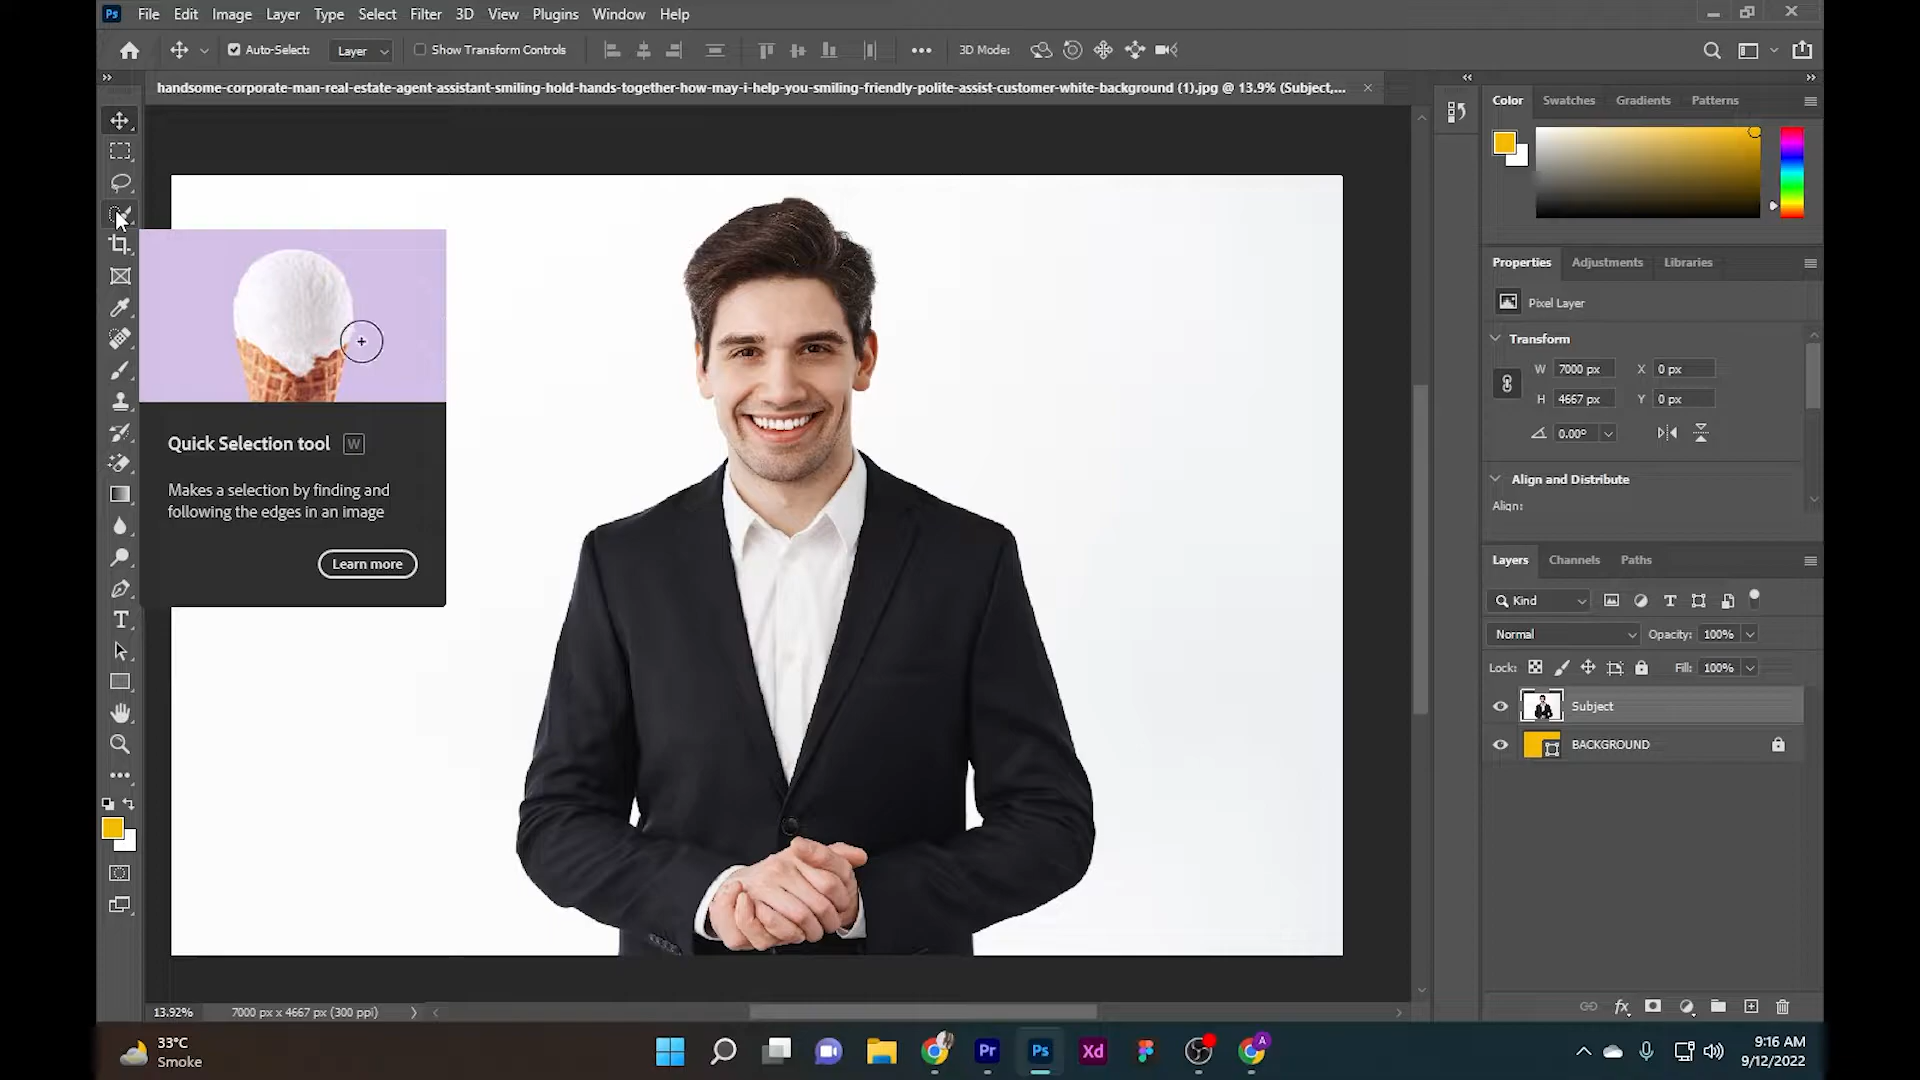 Ps File Edit Image Layer Type Select Filter 3D View Plugins Window Help
Auto-Select: Layer Show Transform Controls 3D Mode:
handsome-corporate-man-real-estate-agent-assistant-smiling-hold-hands-together-how-may-i-help-you-smiling-friendly-polite-assist-customer-white-background (1).jpg @ 13.9% (Subject,...
Color Swatches Gradients Patterns
Quick Selection tool W
Makes a selection by finding and
following the edges in an image
Learn more
Properties Adjustments Libraries
Pixel Layer
Transform
W 7000 px X 0 px
H 4667 px Y 0 px
0.00°
Align and Distribute
Align:
Layers Channels Paths
Kind
Normal Opacity: 100%
Lock: Fill: 100%
Subject
BACKGROUND
13.92% 7000 px x 4667 px (300 ppi)
33°C
Smoke
Pr Ps Xd A
9:16 AM
9/12/2022